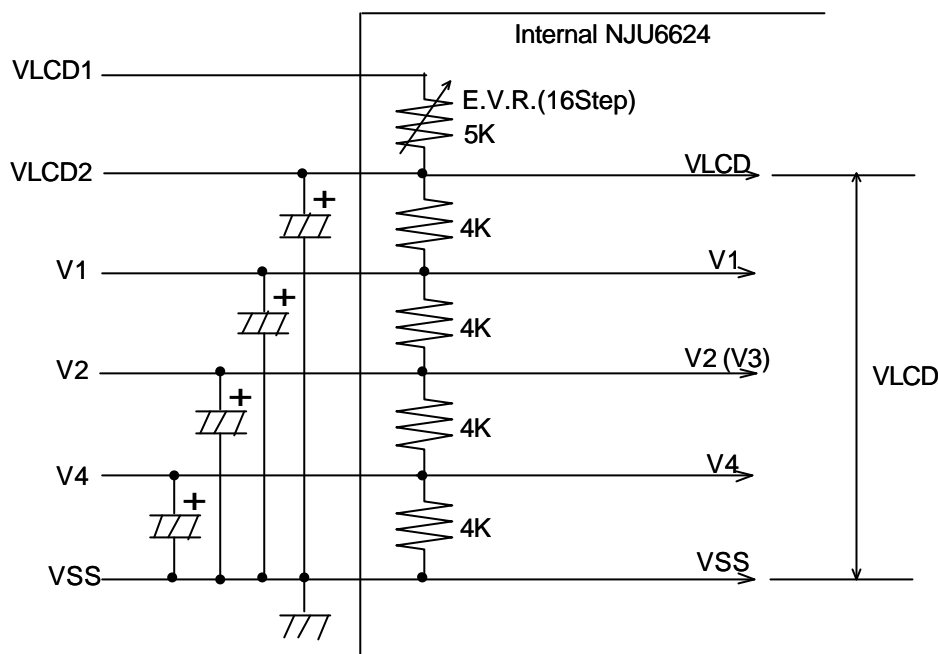 Internal NJU6624
VLCD1
E.V.R.(16Step)
5K
VLCD2
VLCD
+
4K
V1
V1
+
4K
V2
V2 (V3)
VLCD
+
4K
V4
V4
+
4K
VSS
VSS